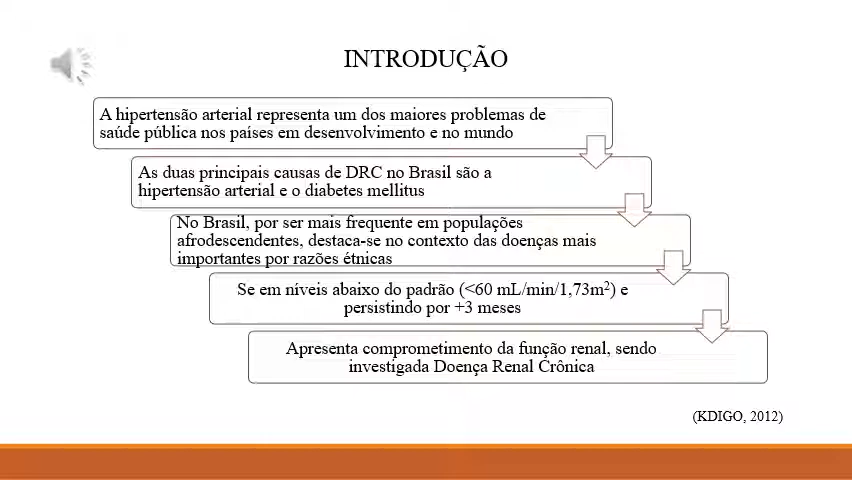 INTRODUÇÃO
A hipertensão arterial representa um dos maiores problemas de
saúde pública nos países em desenvolvimento e no mundo
As duas principais causas de DRC no Brasil são a
hipertensão arterial e o diabetes mellitus
No Brasil, por ser mais frequente em populações
afrodescendentes, destaca-se no contexto das doenças mais
importantes por razões étnicas
Se em níveis abaixo do padrão (<60 mL/min/1,73m²) e
persistindo por +3 meses
Apresenta comprometimento da função renal, sendo
investigada Doença Renal Crônica
(KDIGO, 2012)